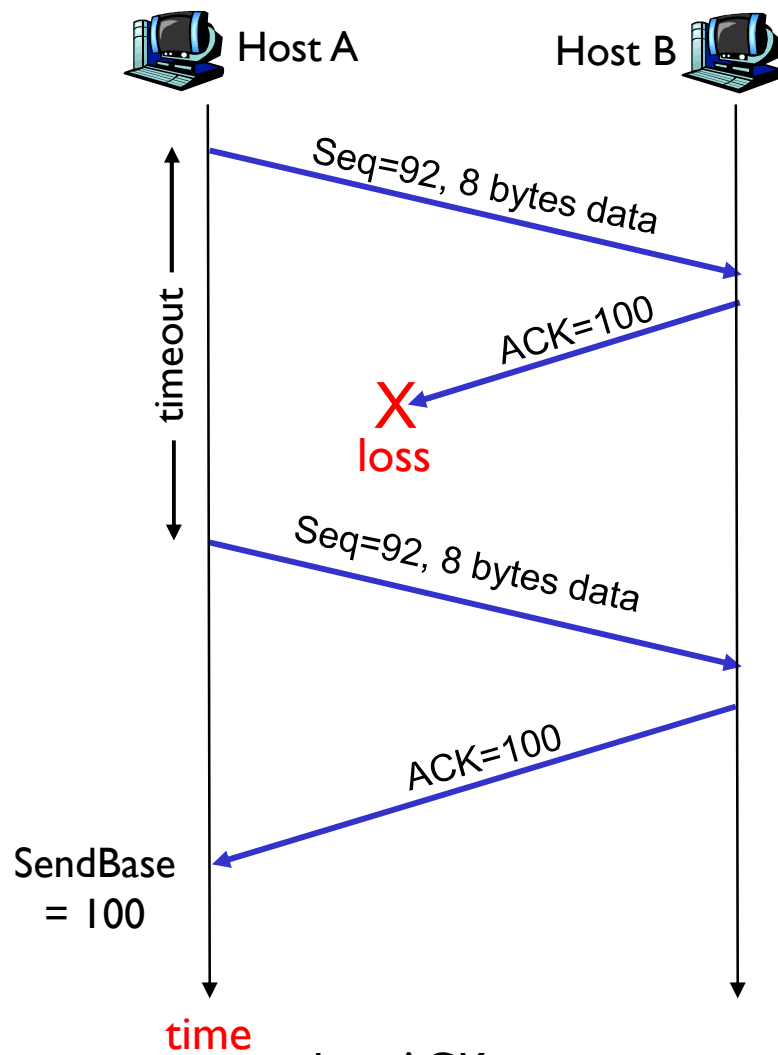 Host A
Host B
Seq=92, 8 bytes data
timeout
ACK=100
X
loss
Seq=92, 8 bytes data
ACK=100
SendBase
= 100
time